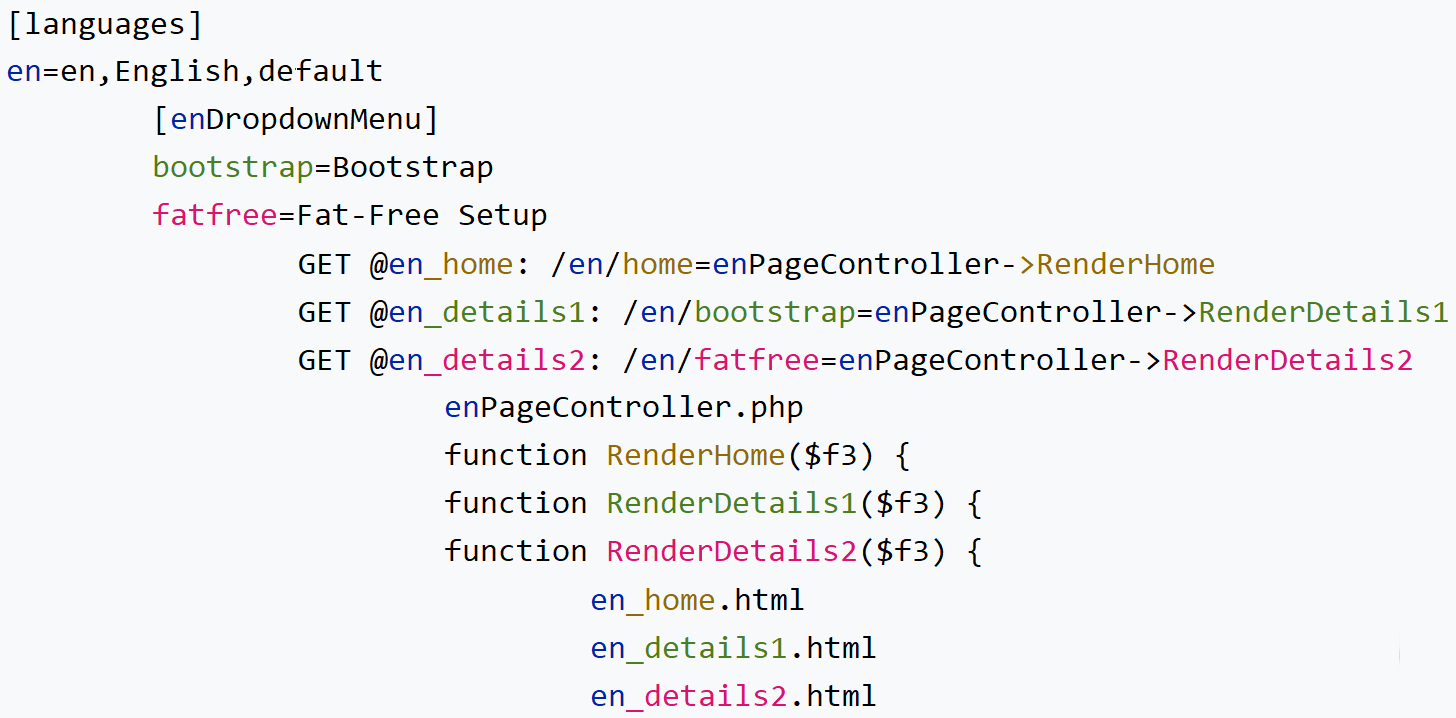 [languages]
en=en,English,default
[enDropdownMenu]
bootstrap=Bootstrap
fatfree=Fat-Free Setup
GET @en_home: /en/home=enPageController->RenderHome
GET @en_details1: /en/bootstrap=enPageController->RenderDetails1
GET @en_details2: /en/fatfree=enPageController->RenderDetails2
enPageController.php
function RenderHome($f3) {
function RenderDetails1($f3) {
function RenderDetails2($f3) {
en_home.html
en_details1.html
en_details2.html